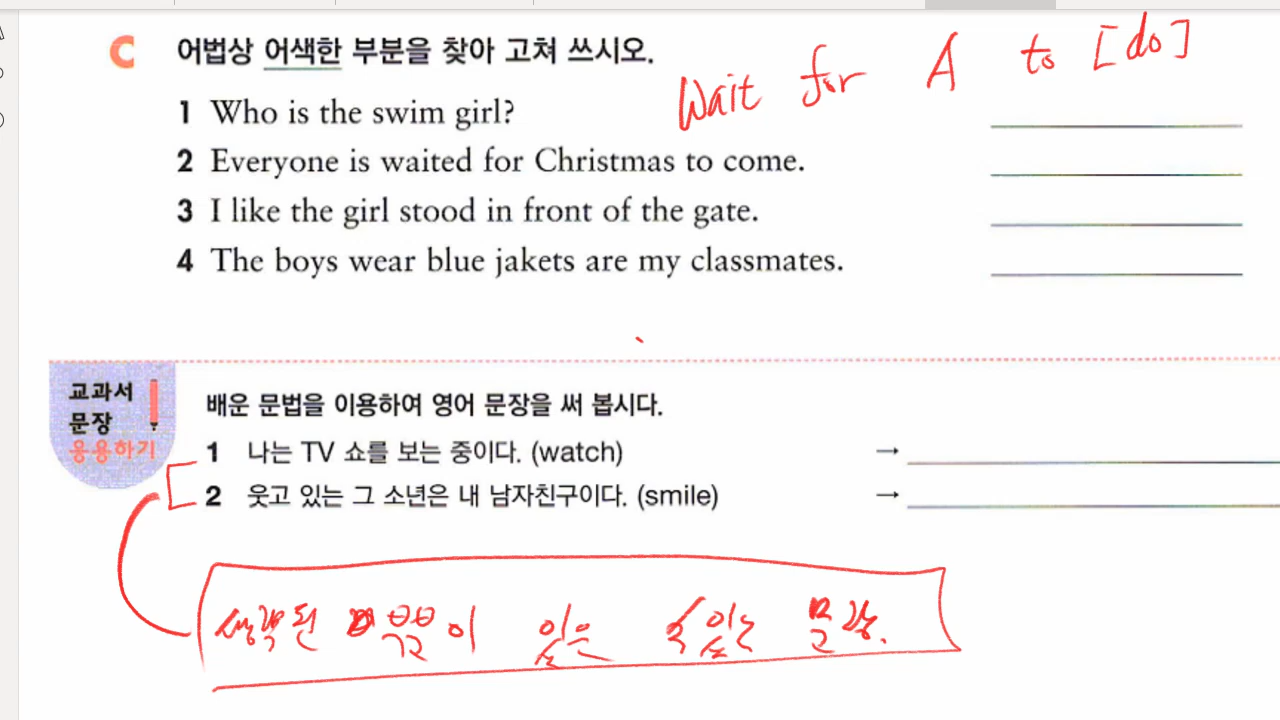 C 어법상 어색한 부분을 찾아 고쳐 쓰시오.
Wait for A to [do]
1 Who is the swim girl?
2 Everyone is waited for Christmas to come.
3 I like the girl stood in front of the gate.
4 The boys wear blue jakets are my classmates.
교과서
문장
응용하기
배운 문법을 이용하여 영어 문장을 써 봅시다.
1 나는 TV 쇼를 보는 중이다. (watch) →
2 웃고 있는 그 소년은 내 남자친구이다. (smile) →
생략된 이